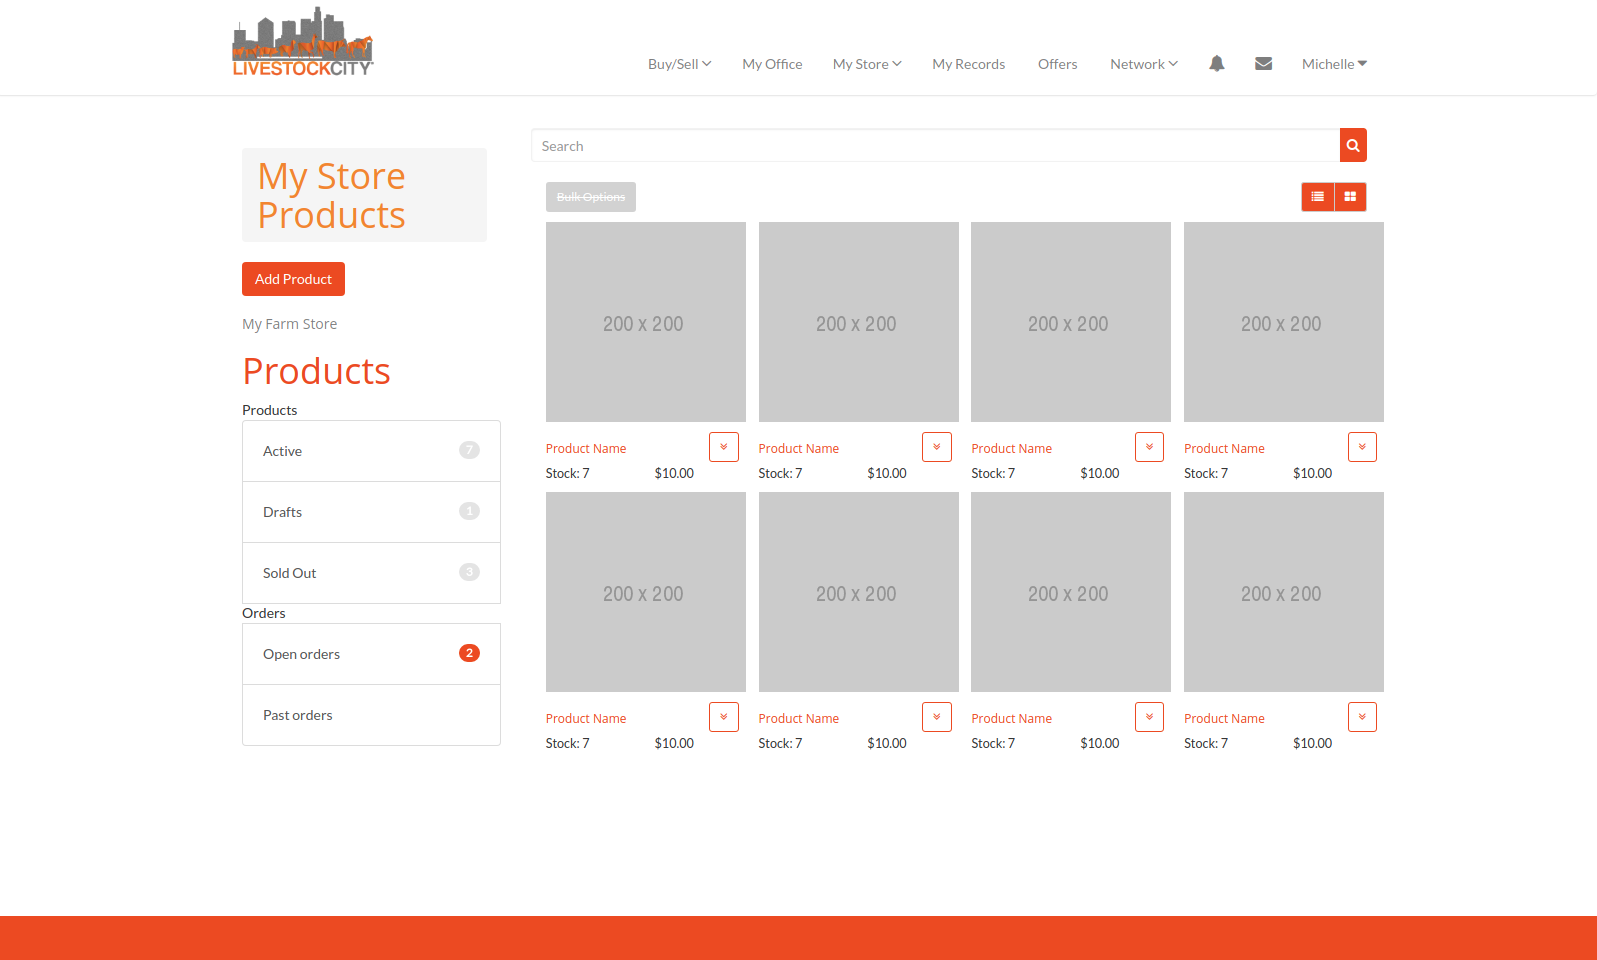 LIVESTOCKCITY
Buy/Sell My Office My Store My Records Offers Network Michelle
Search
My Store
Products
Bulk Options
Add Product
My Farm Store
Products
Products
Active 7
Drafts 1
Sold Out 3
Orders
Open orders 2
Past orders
200 x 200 200 x 200 200 x 200 200 x 200
Product Name Product Name Product Name Product Name
Stock: 7 $10.00 Stock: 7 $10.00 Stock: 7 $10.00 Stock: 7 $10.00
200 x 200 200 x 200 200 x 200 200 x 200
Product Name Product Name Product Name Product Name
Stock: 7 $10.00 Stock: 7 $10.00 Stock: 7 $10.00 Stock: 7 $10.00